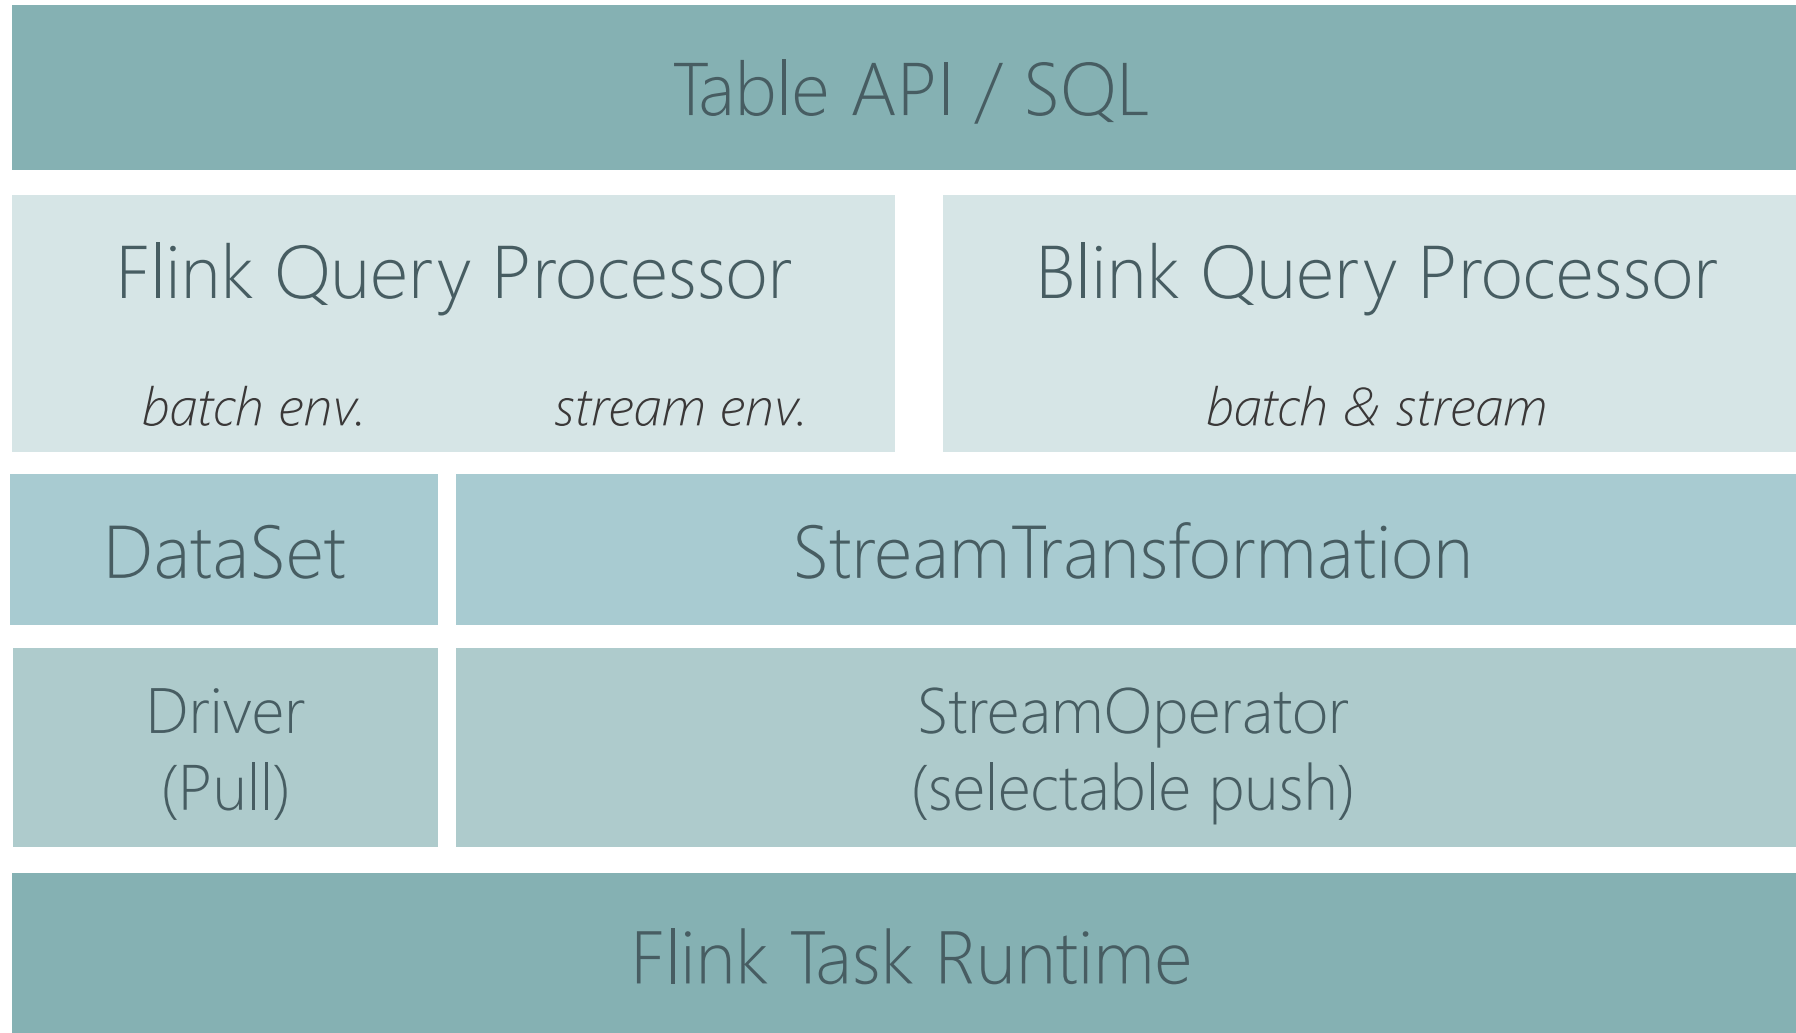 Table API / SQL
Flink Query Processor
batch env.
stream env.
Blink Query Processor
batch & stream
DataSet
StreamTransformation
Driver
(Pull)
StreamOperator
(selectable push)
Flink Task Runtime